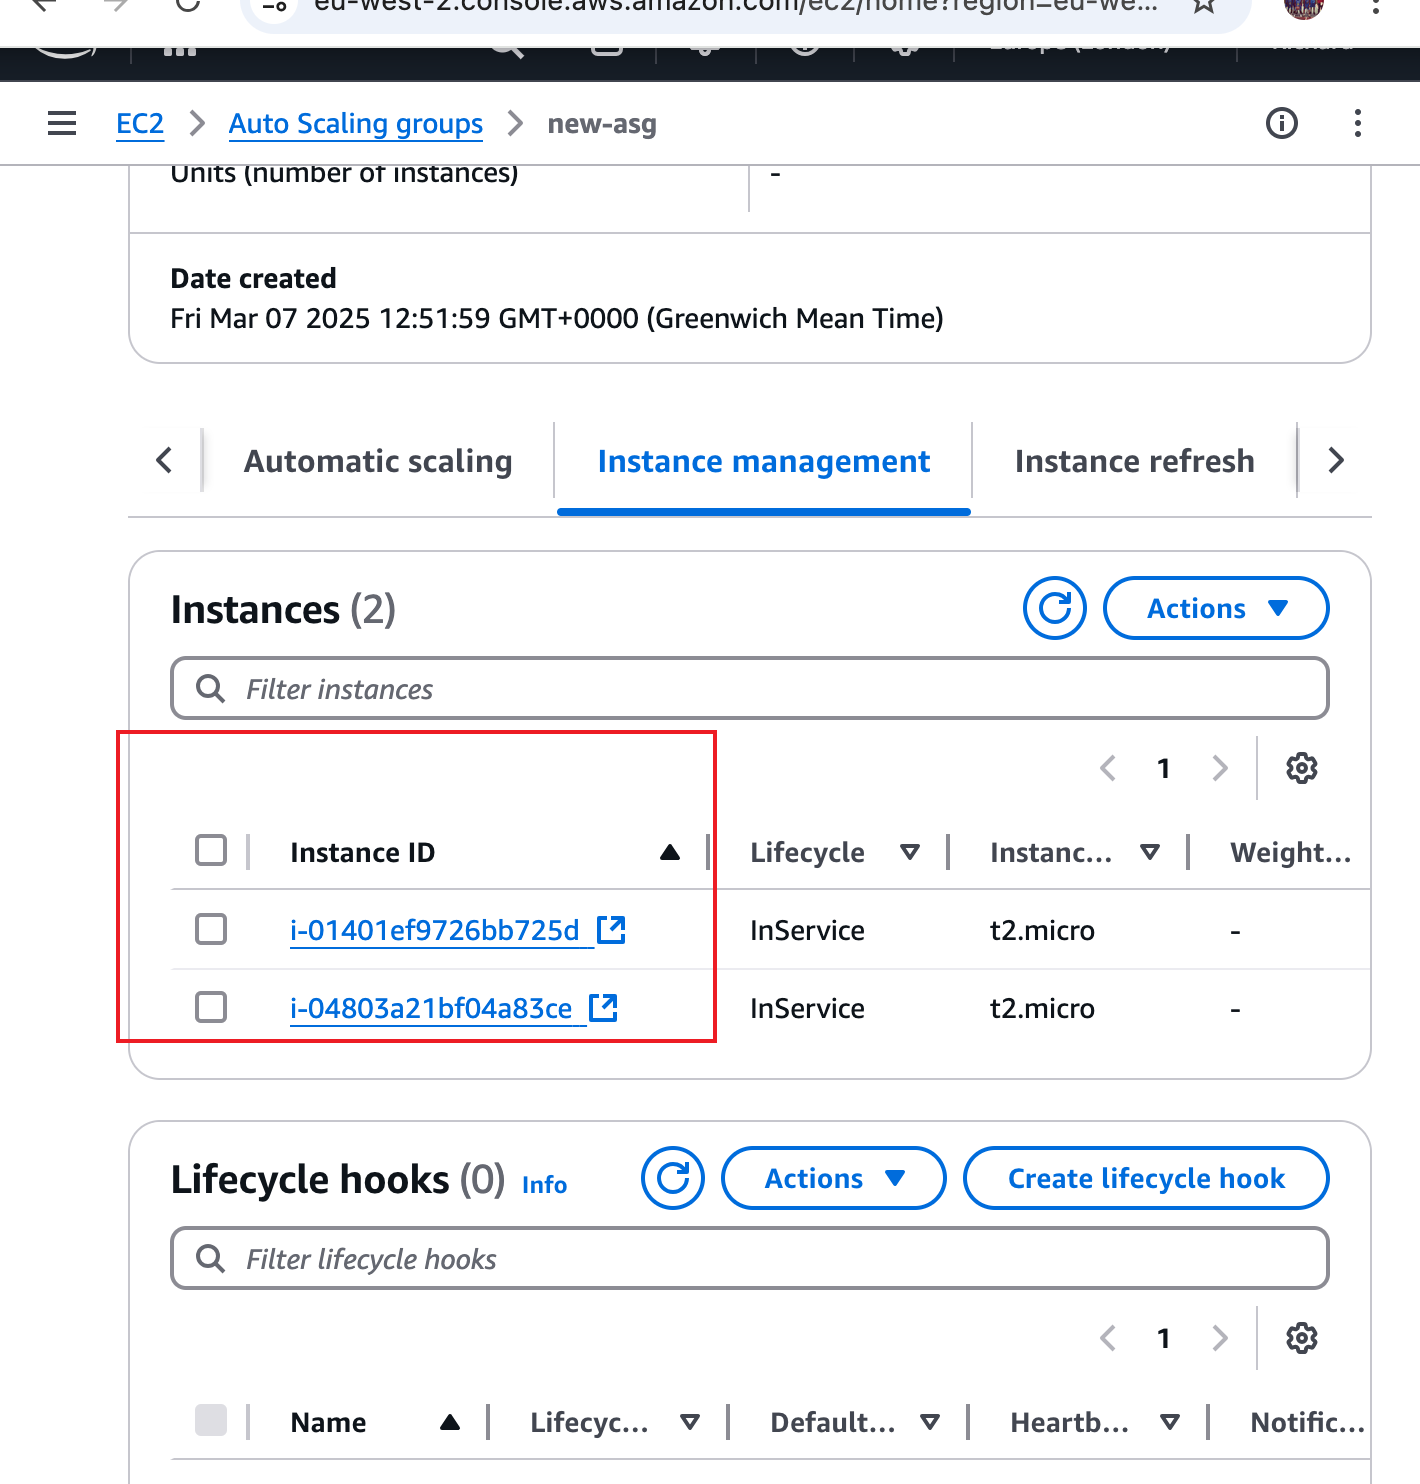 eu-west-2.console.aws.amazon.com/ec2/home?region=eu-we...
Europe (London)
Richard
EC2 Auto Scaling groups new-asg
Units (number of instances) -
Date created
Fri Mar 07 2025 12:51:59 GMT+0000 (Greenwich Mean Time)
Automatic scaling Instance management Instance refresh
Instances (2) Actions
Filter instances
1
Instance ID Lifecycle Instanc... Weight...
i-01401ef9726bb725d InService t2.micro -
i-04803a21bf04a83ce InService t2.micro -
Lifecycle hooks (0) Info Actions Create lifecycle hook
Filter lifecycle hooks
1
Name Lifecyc... Default... Heartb... Notific...